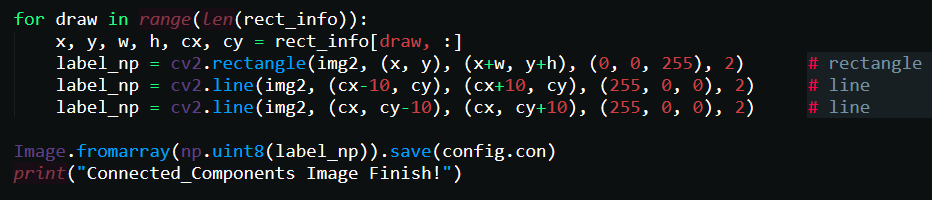 for draw in range(len(rect_info)):
    x, y, w, h, cx, cy = rect_info[draw, :]
    label_np = cv2.rectangle(img2, (x, y), (x+w, y+h), (0, 0, 255), 2)      # rectangle
    label_np = cv2.line(img2, (cx-10, cy), (cx+10, cy), (255, 0, 0), 2)     # line
    label_np = cv2.line(img2, (cx, cy-10), (cx, cy+10), (255, 0, 0), 2)     # line

Image.fromarray(np.uint8(label_np)).save(config.con)
print("Connected_Components Image Finish!")